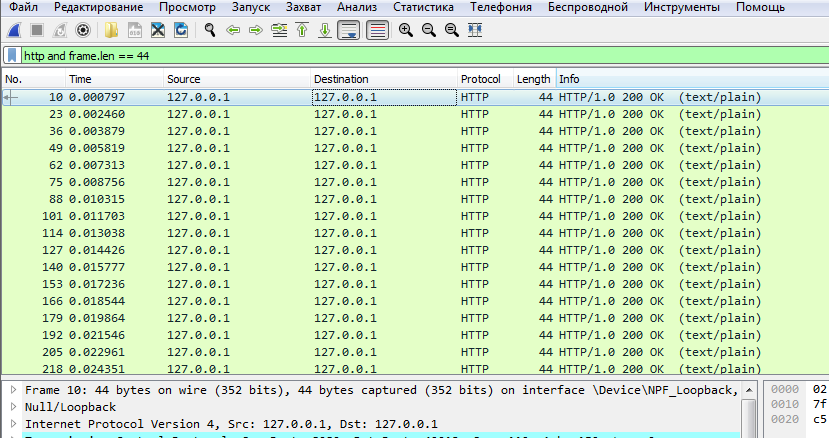 Файл Редактирование Просмотр Запуск Захват Анализ Статистика Телефония Беспроводной Инструменты Помощь
http and frame.len == 44
No. Time Source Destination Protocol Length Info
10 0.000797 127.0.0.1 127.0.0.1 HTTP 44 HTTP/1.0 200 OK (text/plain)
23 0.002460 127.0.0.1 127.0.0.1 HTTP 44 HTTP/1.0 200 OK (text/plain)
36 0.003879 127.0.0.1 127.0.0.1 HTTP 44 HTTP/1.0 200 OK (text/plain)
49 0.005819 127.0.0.1 127.0.0.1 HTTP 44 HTTP/1.0 200 OK (text/plain)
62 0.007313 127.0.0.1 127.0.0.1 HTTP 44 HTTP/1.0 200 OK (text/plain)
75 0.008756 127.0.0.1 127.0.0.1 HTTP 44 HTTP/1.0 200 OK (text/plain)
88 0.010315 127.0.0.1 127.0.0.1 HTTP 44 HTTP/1.0 200 OK (text/plain)
101 0.011703 127.0.0.1 127.0.0.1 HTTP 44 HTTP/1.0 200 OK (text/plain)
114 0.013038 127.0.0.1 127.0.0.1 HTTP 44 HTTP/1.0 200 OK (text/plain)
127 0.014426 127.0.0.1 127.0.0.1 HTTP 44 HTTP/1.0 200 OK (text/plain)
140 0.015777 127.0.0.1 127.0.0.1 HTTP 44 HTTP/1.0 200 OK (text/plain)
153 0.017236 127.0.0.1 127.0.0.1 HTTP 44 HTTP/1.0 200 OK (text/plain)
166 0.018544 127.0.0.1 127.0.0.1 HTTP 44 HTTP/1.0 200 OK (text/plain)
179 0.019864 127.0.0.1 127.0.0.1 HTTP 44 HTTP/1.0 200 OK (text/plain)
192 0.021546 127.0.0.1 127.0.0.1 HTTP 44 HTTP/1.0 200 OK (text/plain)
205 0.022961 127.0.0.1 127.0.0.1 HTTP 44 HTTP/1.0 200 OK (text/plain)
218 0.024351 127.0.0.1 127.0.0.1 HTTP 44 HTTP/1.0 200 OK (text/plain)
Frame 10: 44 bytes on wire (352 bits), 44 bytes captured (352 bits) on interface \Device\NPF_Loopback,
Null/Loopback
Internet Protocol Version 4, Src: 127.0.0.1, Dst: 127.0.0.1
0000 02
0010 7f
0020 c5